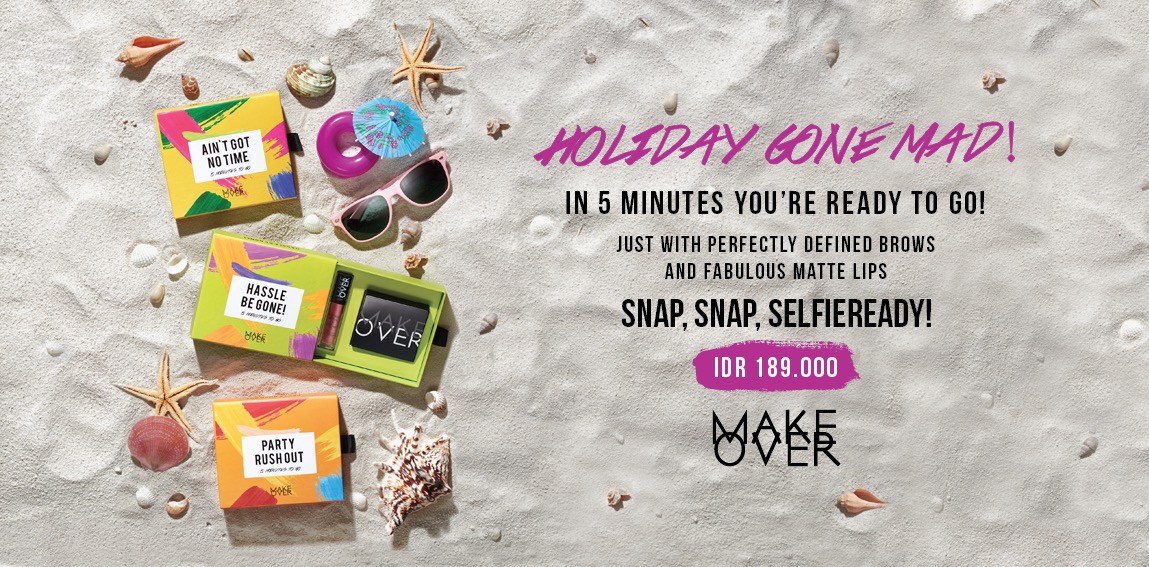 AIN'T GOT
NO TIME
5 MINUTES TO GO
MAKE
OVER
HASSLE
BE GONE!
5 MINUTES TO GO
MAKE
OVER
MAKE
OVER
MAKE
OVER
PARTY
RUSH OUT
5 MINUTES TO GO
MAKE
OVER
HOLIDAY GONE MAD!
IN 5 MINUTES YOU'RE READY TO GO!
JUST WITH PERFECTLY DEFINED BROWS
AND FABULOUS MATTE LIPS
SNAP, SNAP, SELFIEREADY!
IDR 189.000
MAKE
OVER